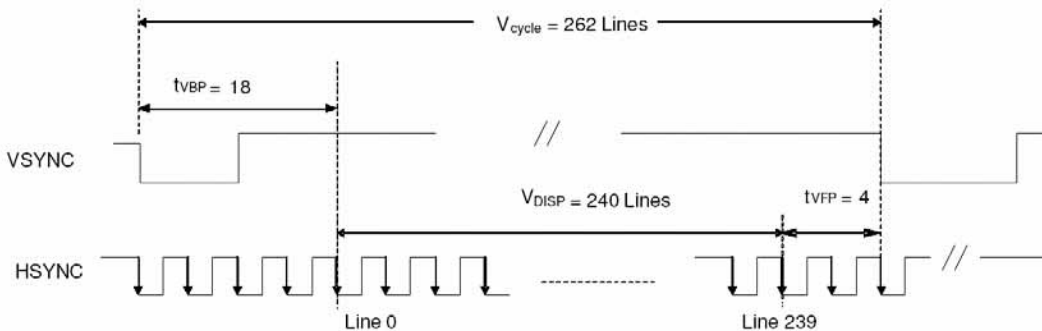 Vcycle = 262 Lines
tVBP = 18
VSYNC
//
VDISP = 240 Lines
tVFP = 4
HSYNC
//
Line 0
Line 239